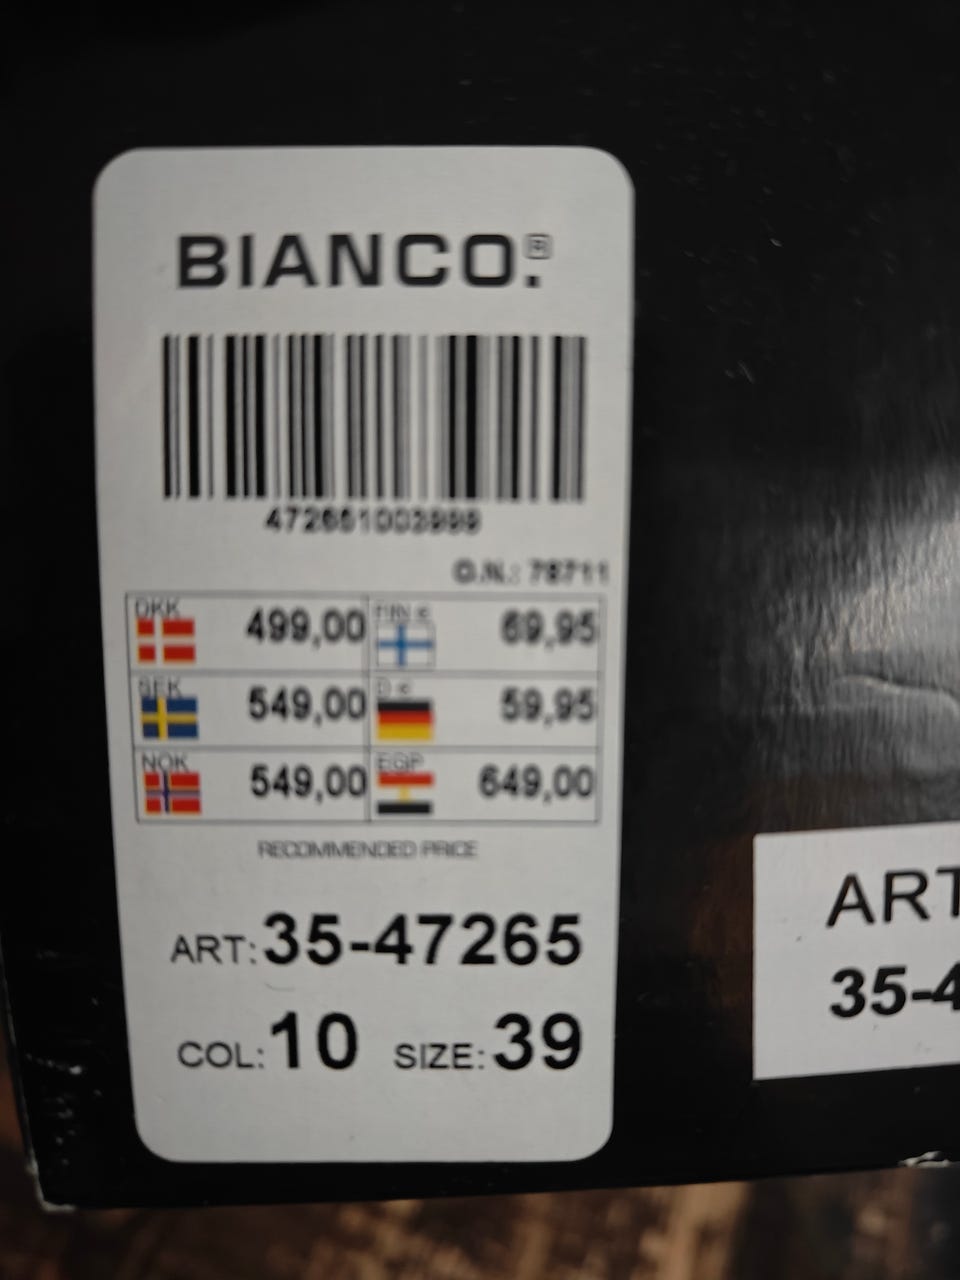 BIANCO.®
472651003999
O.N.: 78711
DKK 499,00 FIN € 69,95
SEK 549,00 D € 59,95
NOK 549,00 EGP 649,00
RECOMMENDED PRICE
ART: 35-47265
COL: 10 SIZE: 39
ART
35-4